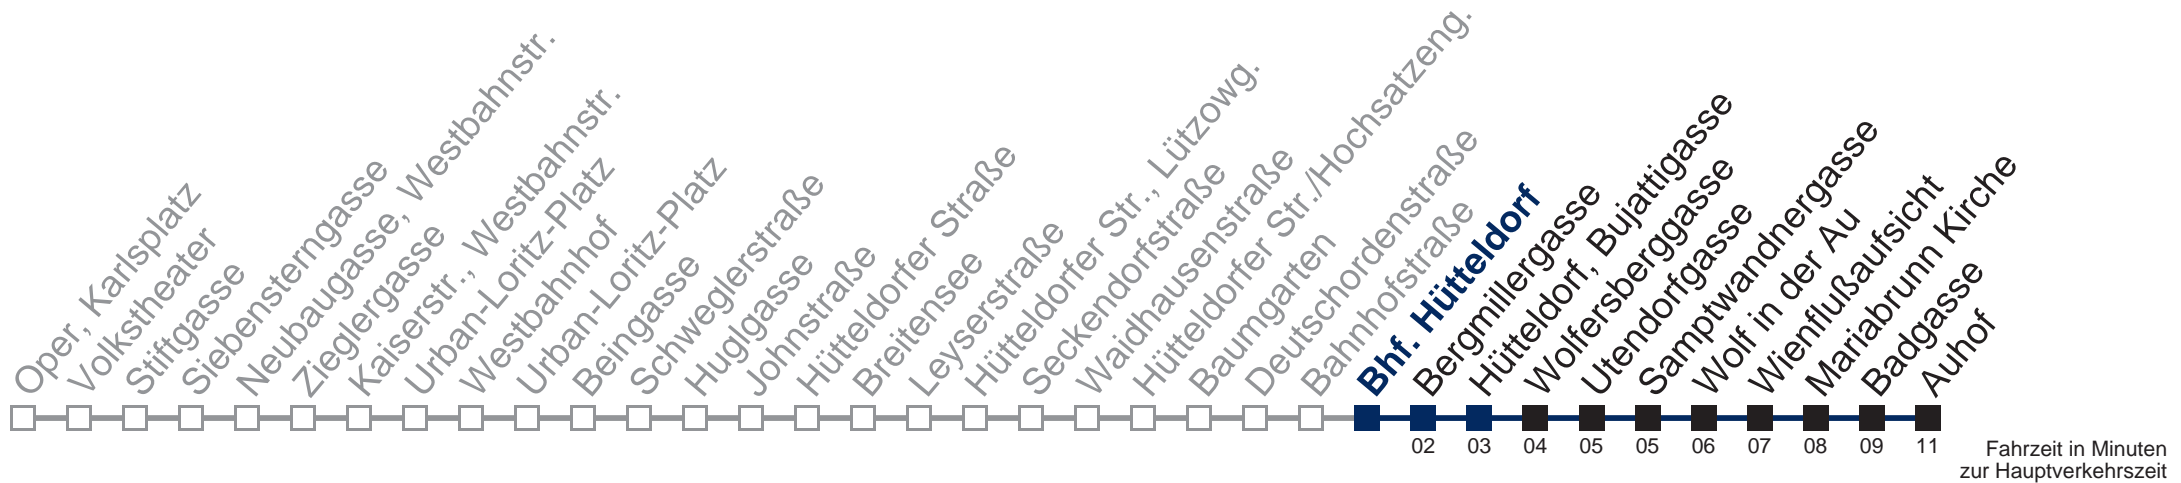 Oper, Karlsplatz
Volkstheater
Stiftgasse
Siebensterngasse
Neubaugasse, Westbahnstr.
Zieglergasse
Kaiserstr., Westbahnstr.
Urban-Loritz-Platz
Westbahnhof
Urban-Loritz-Platz
Beingasse
Schweglerstraße
Huglgasse
Johnstraße
Hütteldorfer Straße
Breitensee
Leyserstraße
Hütteldorfer Str., Lützowg.
Seckendorfstraße
Waidhausenstraße
Hütteldorfer Str./Hochsatzeng.
Baumgarten
Deutschordenstraße
Bahnhofstraße
Bhf. Hütteldorf
Bergmillergasse
Hütteldorf, Bujattigasse
Wolfersberggasse
Utendorfgasse
Samptwandnergasse
Wolf in der Au
Wienflußaufsicht
Mariabrunn Kirche
Badgasse
Auhof
02 03 04 05 05 06 07 08 09 11
Fahrzeit in Minuten
zur Hauptverkehrszeit